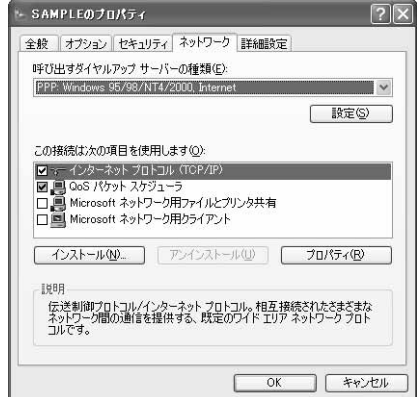 SAMPLEのプロパティ
全般 オプション セキュリティ ネットワーク 詳細設定
呼び出すダイヤルアップ サーバーの種類(E):
PPP: Windows 95/98/NT4/2000, Internet
設定(S)
この接続は次の項目を使用します(O):
インターネット プロトコル (TCP/IP)
QoS パケット スケジューラ
Microsoft ネットワーク用ファイルとプリンタ共有
Microsoft ネットワーク用クライアント
インストール(N)... アンインストール(U) プロパティ(R)
説明
伝送制御プロトコル/インターネット プロトコル。相互接続されたさまざまな
ネットワーク間の通信を提供する、既定のワイド エリア ネットワーク プロト
コルです。
OK キャンセル